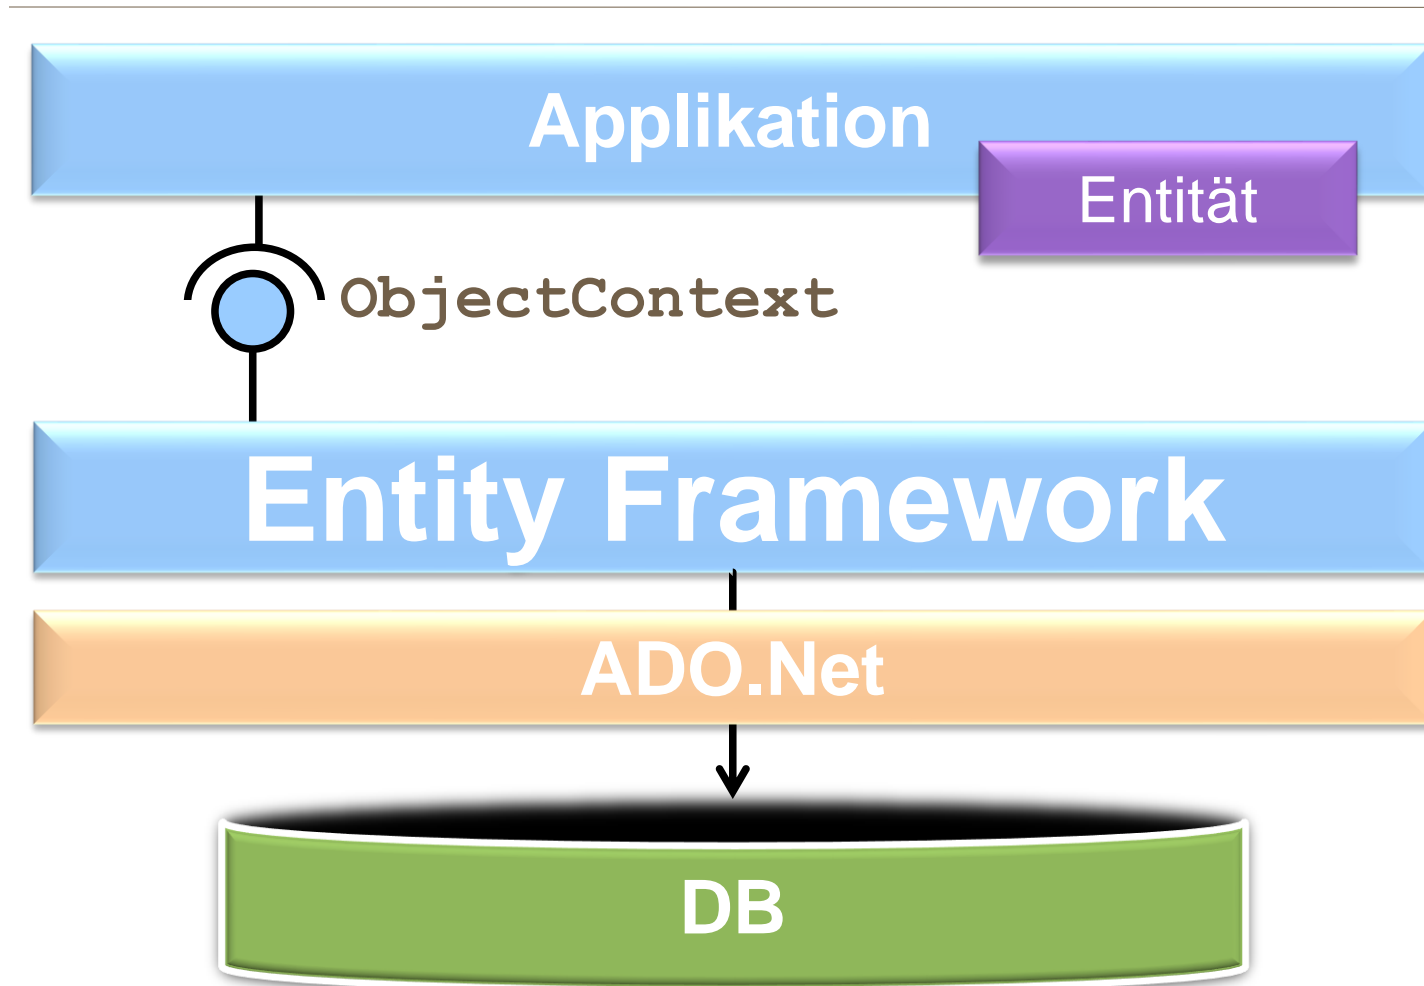 Applikation
Entität
ObjectContext
Entity Framework
ADO.Net
DB